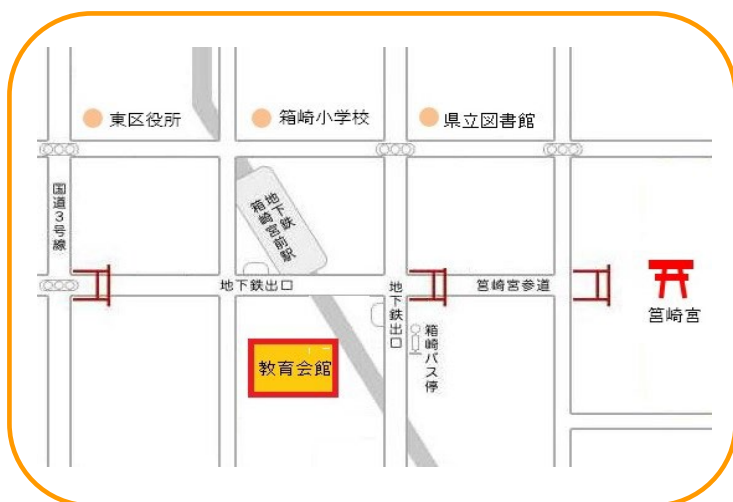 東区役所
箱崎小学校
県立図書館
国道3号線
地下鉄
箱崎宮前駅
地下鉄出口
地下鉄出口
筥崎宮参道
筥崎宮
箱崎バス停
教育会館